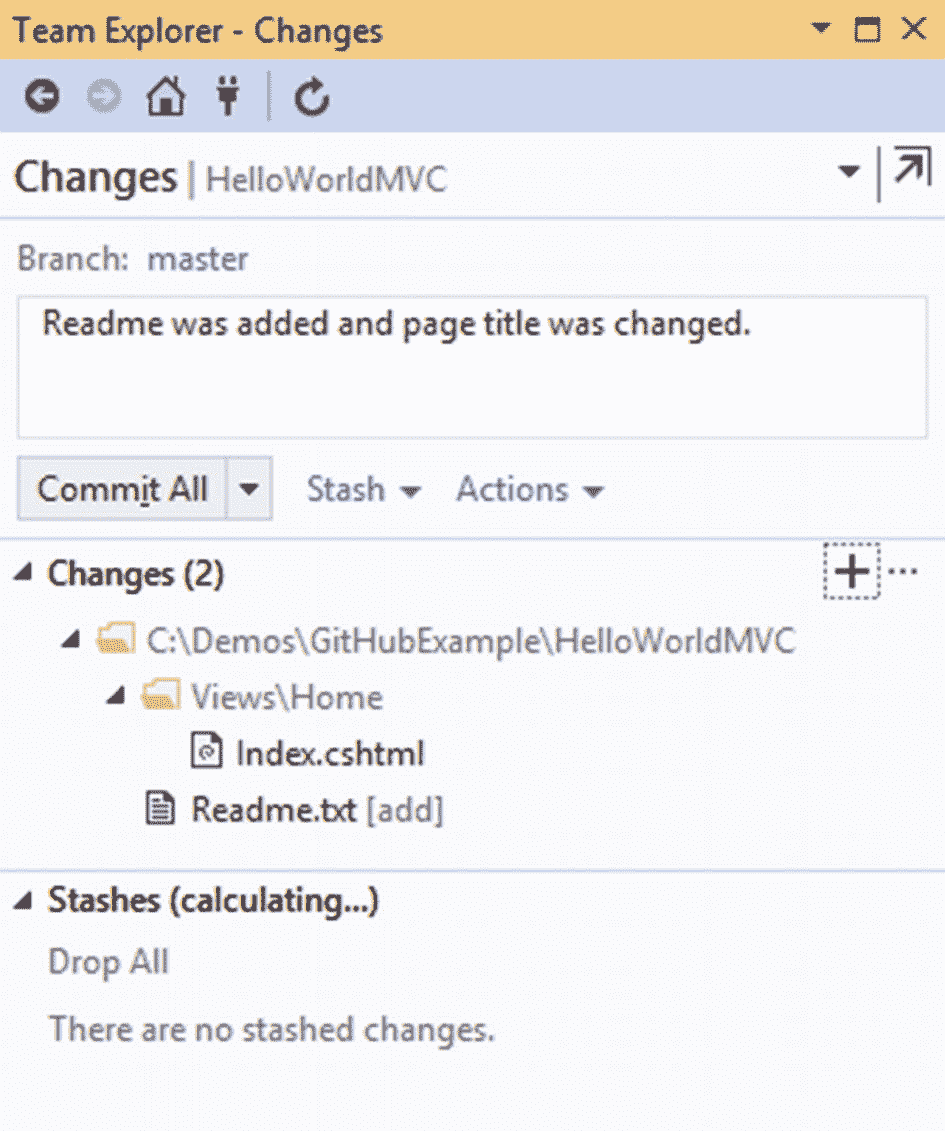 Team Explorer - Changes
Changes | HelloWorldMVC
Branch: master
Readme was added and page title was changed.
Commit All Stash Actions
Changes (2)
C:\Demos\GitHubExample\HelloWorldMVC
Views\Home
Index.cshtml
Readme.txt [add]
Stashes (calculating...)
Drop All
There are no stashed changes.